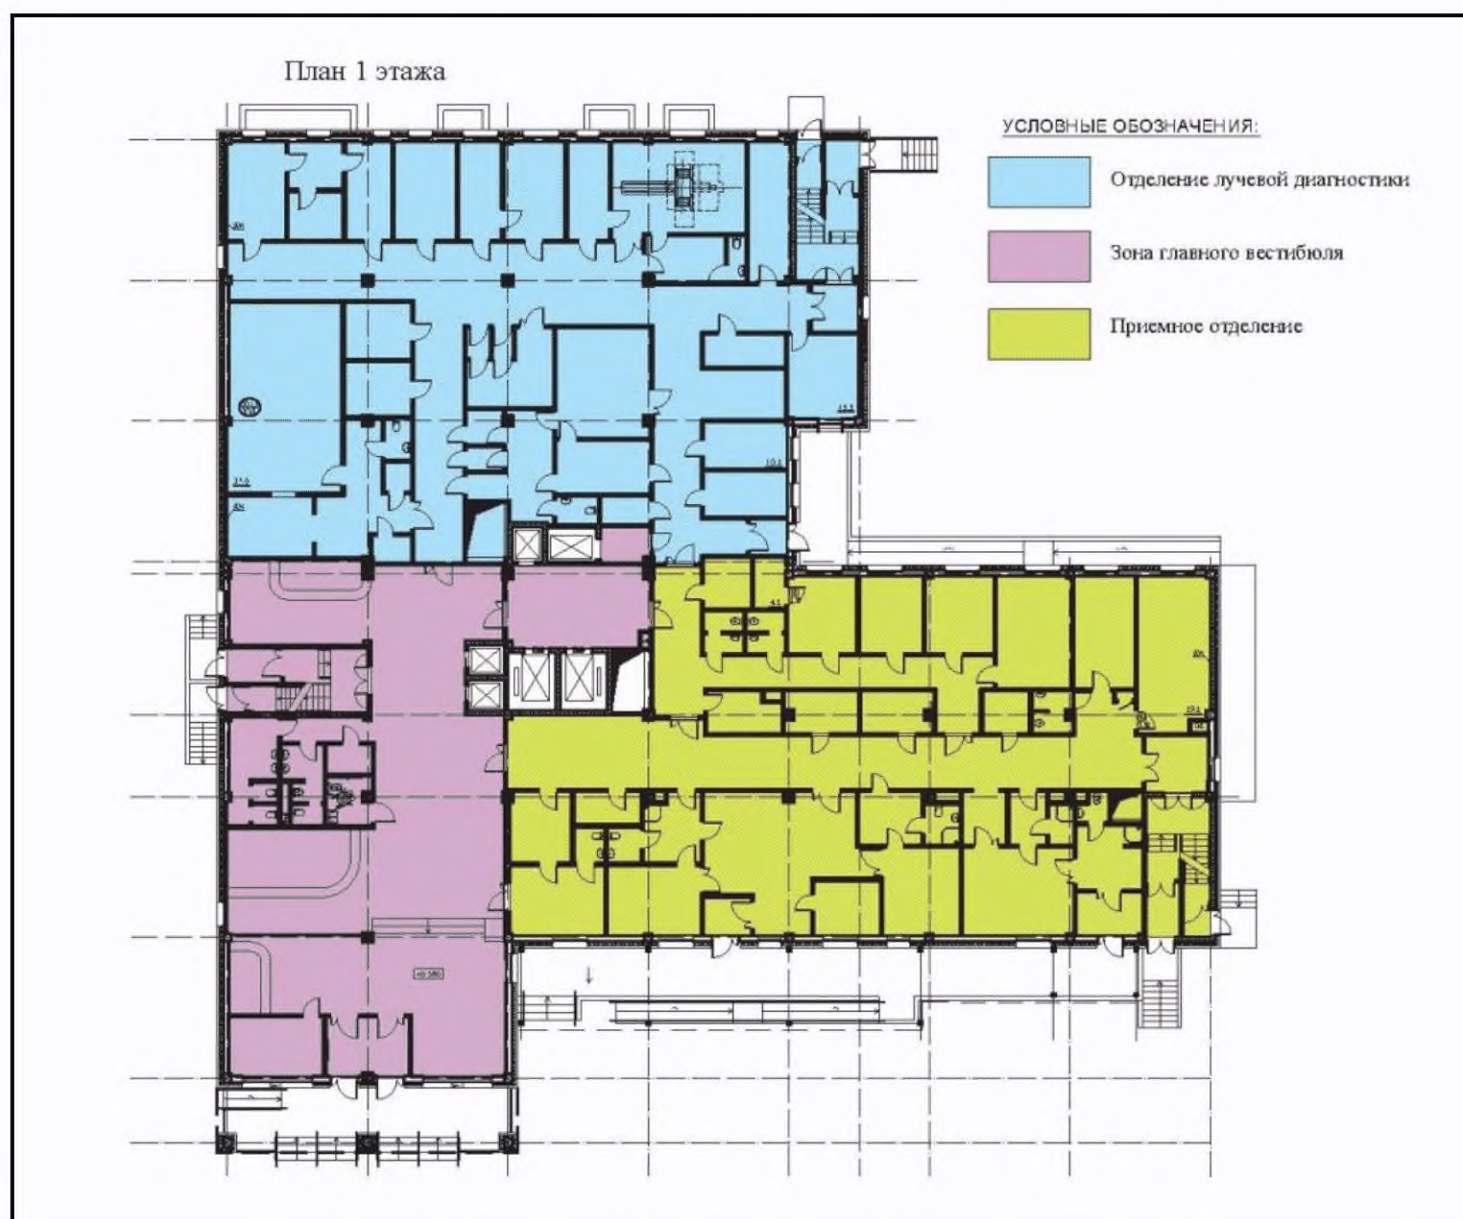 План 1 этажа
УСЛОВНЫЕ ОБОЗНАЧЕНИЯ:
Отделение лучевой диагностики
Зона главного вестибюля
Приемное отделение